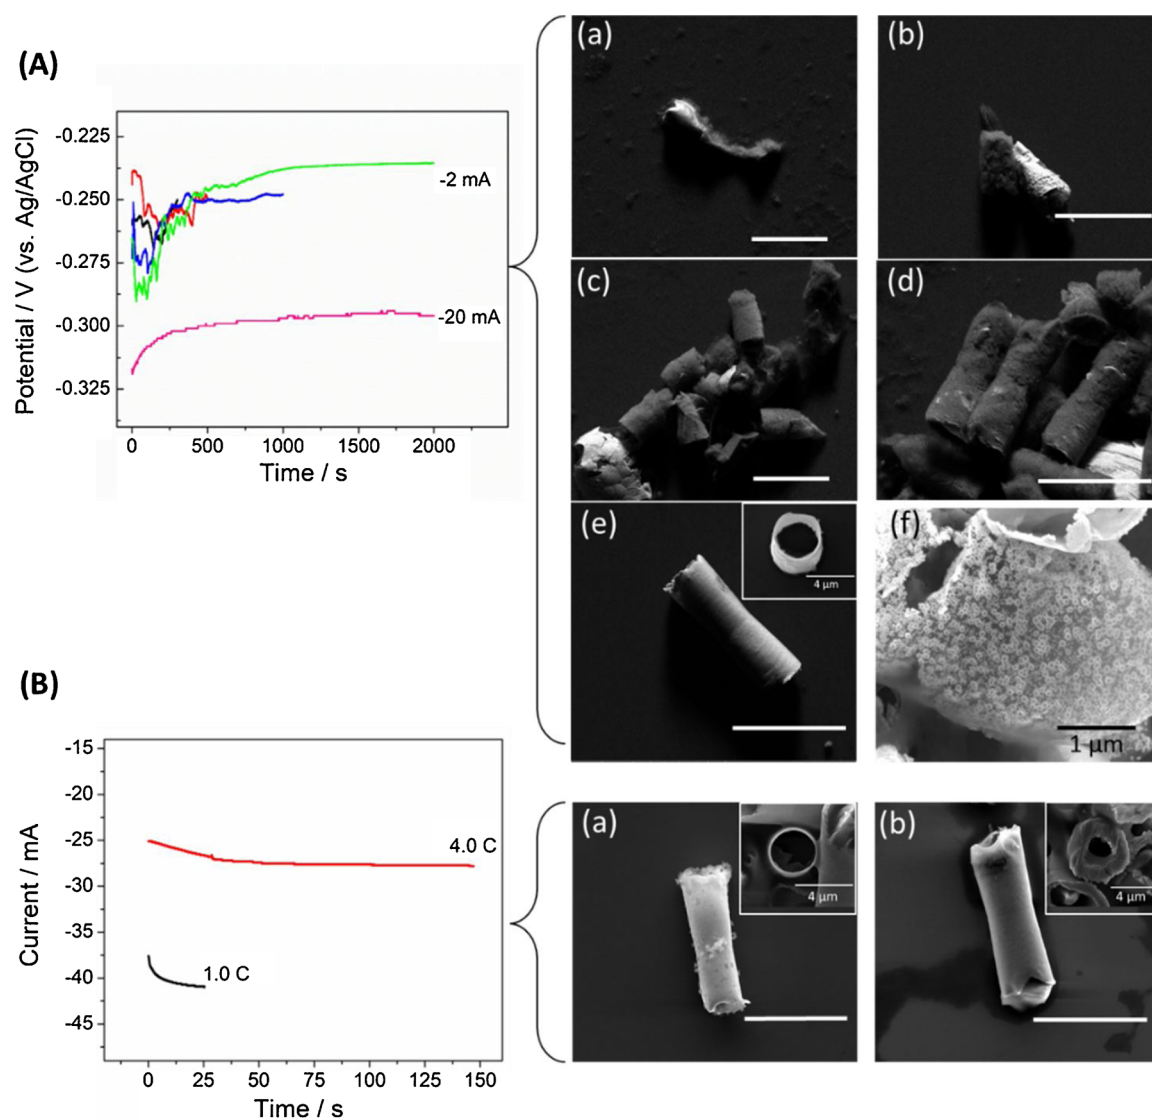 (A)
Potential / V (vs. Ag/AgCl)
-0.225
-0.250
-0.275
-0.300
-0.325
-2 mA
-20 mA
0 500 1000 1500 2000
Time / s
(a)
(b)
(c)
(d)
(e)
4 µm
(f)
1 µm
(B)
Current / mA
-15
-20
-25
-30
-35
-40
-45
4.0 C
1.0 C
0 25 50 75 100 125 150
Time / s
(a)
4 µm
(b)
4 µm